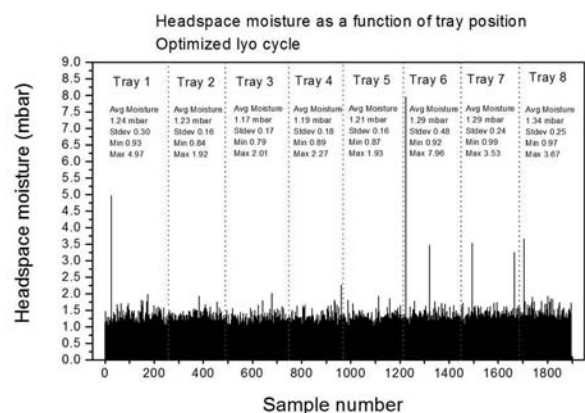 Headspace moisture as a function of tray position
Optimized lyo cycle
Headspace moisture (mbar)
9.0
8.5
8.0
7.5
7.0
6.5
6.0
5.5
5.0
4.5
4.0
3.5
3.0
2.5
2.0
1.5
1.0
0.5
0.0
Tray 1
Avg Moisture
1.24 mbar
Stdev 0.30
Min 0.93
Max 4.97
Tray 2
Avg Moisture
1.23 mbar
Stdev 0.16
Min 0.84
Max 1.92
Tray 3
Avg Moisture
1.17 mbar
Stdev 0.17
Min 0.79
Max 2.01
Tray 4
Avg Moisture
1.19 mbar
Stdev 0.18
Min 0.89
Max 2.27
Tray 5
Avg Moisture
1.21 mbar
Stdev 0.16
Min 0.87
Max 1.93
Tray 6
Avg Moisture
1.29 mbar
Stdev 0.48
Min 0.92
Max 7.96
Tray 7
Avg Moisture
1.29 mbar
Stdev 0.24
Min 0.99
Max 3.53
Tray 8
Avg Moisture
1.34 mbar
Stdev 0.25
Min 0.97
Max 3.67
0 200 400 600 800 1000 1200 1400 1600 1800
Sample number